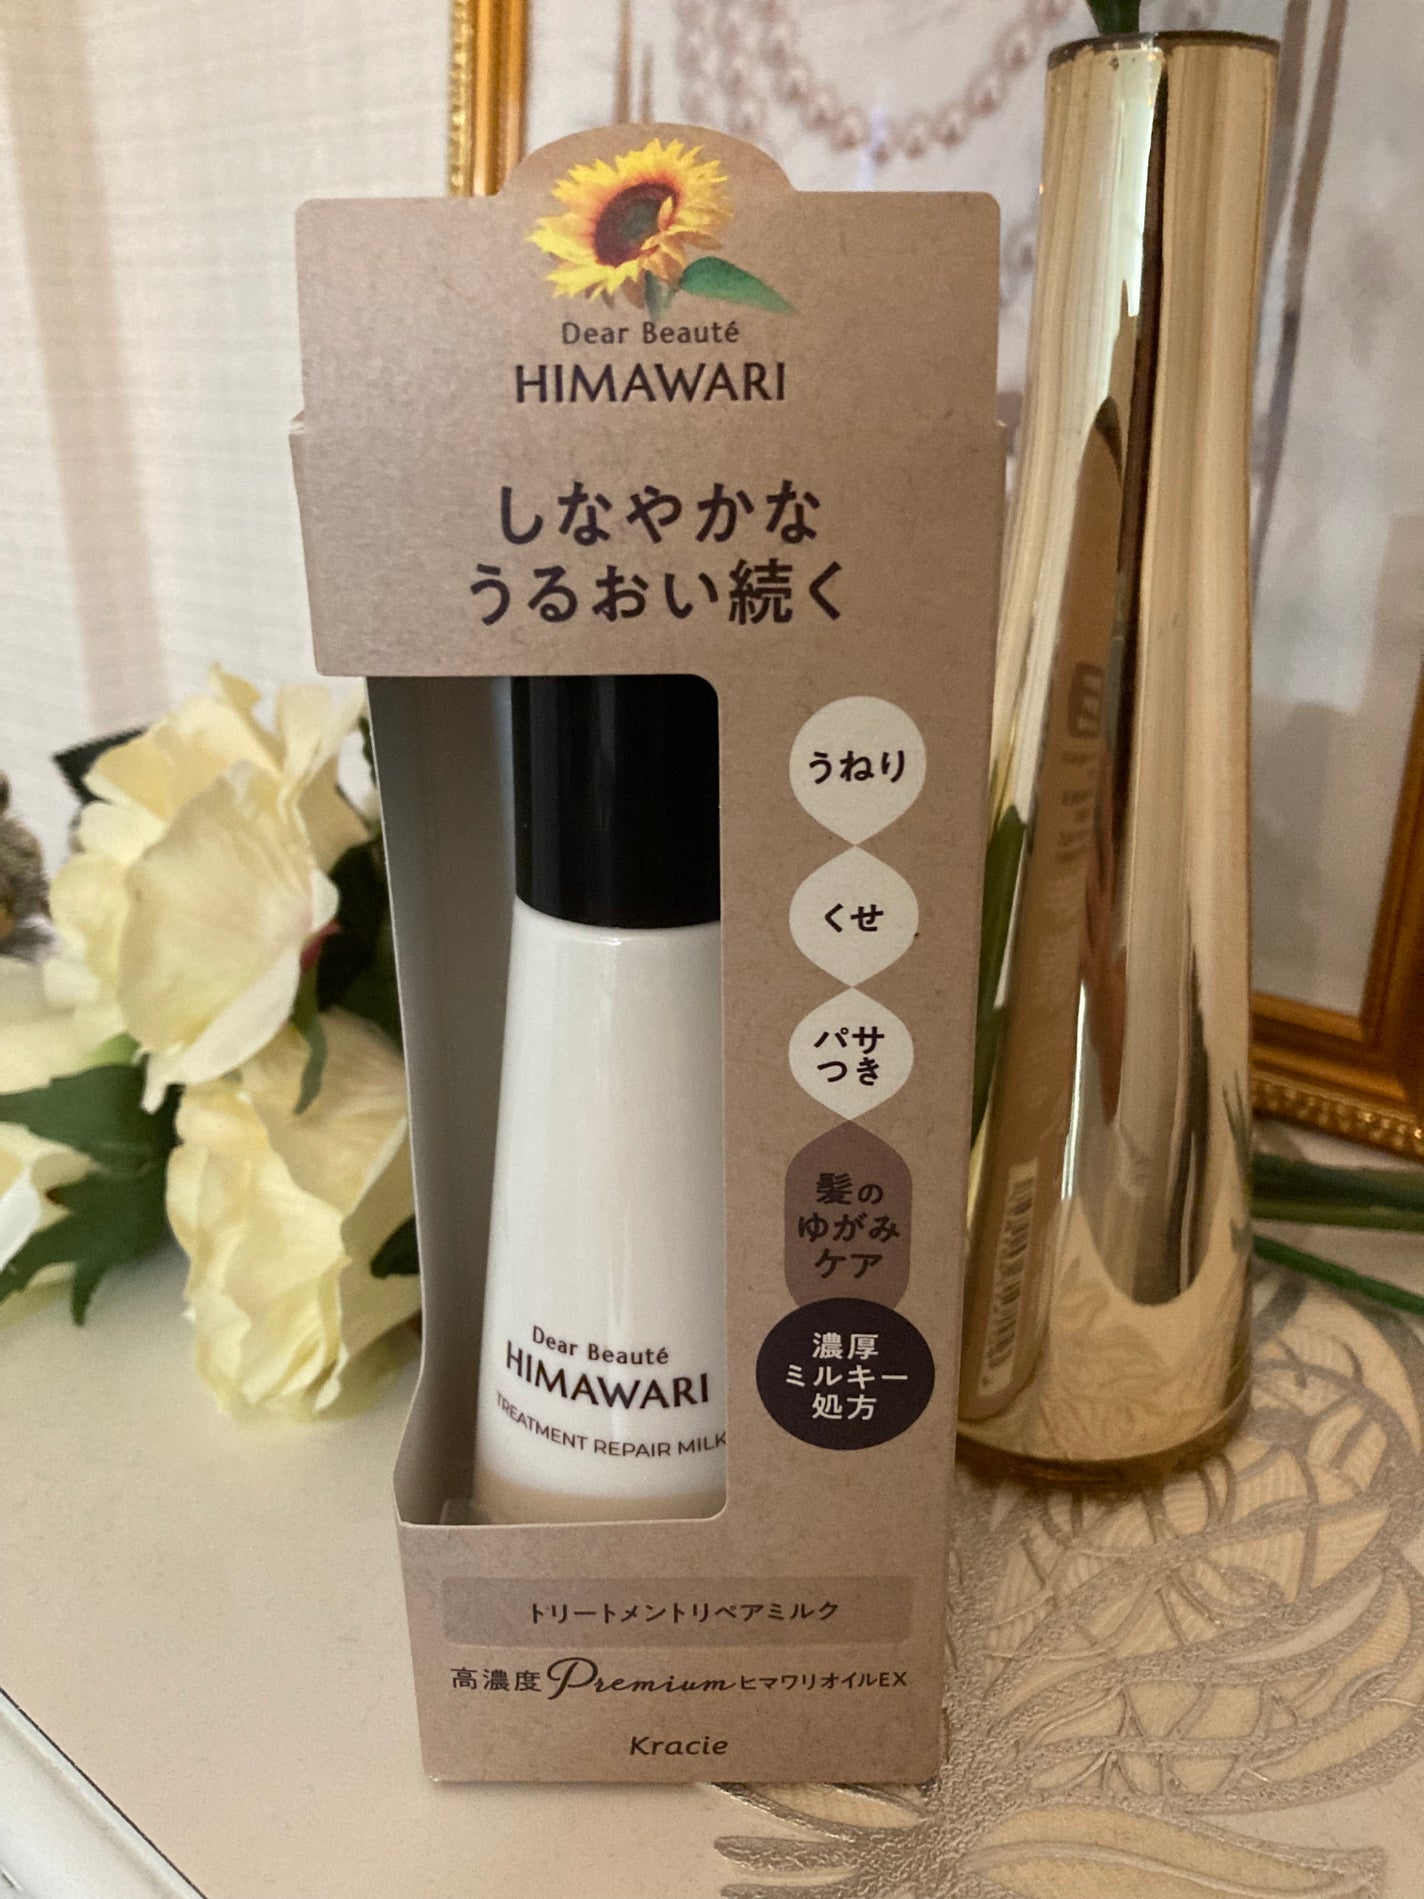 Dear Beauté
HIMAWARI
しなやかな
うるおい続く
うねり
くせ
パサ
つき
髪の
ゆがみ
ケア
濃厚
ミルキー
処方
Dear Beauté
HIMAWARI
TREATMENT REPAIR MILK
トリートメントリペアミルク
高濃度PremiumヒマワリオイルEX
Kracie